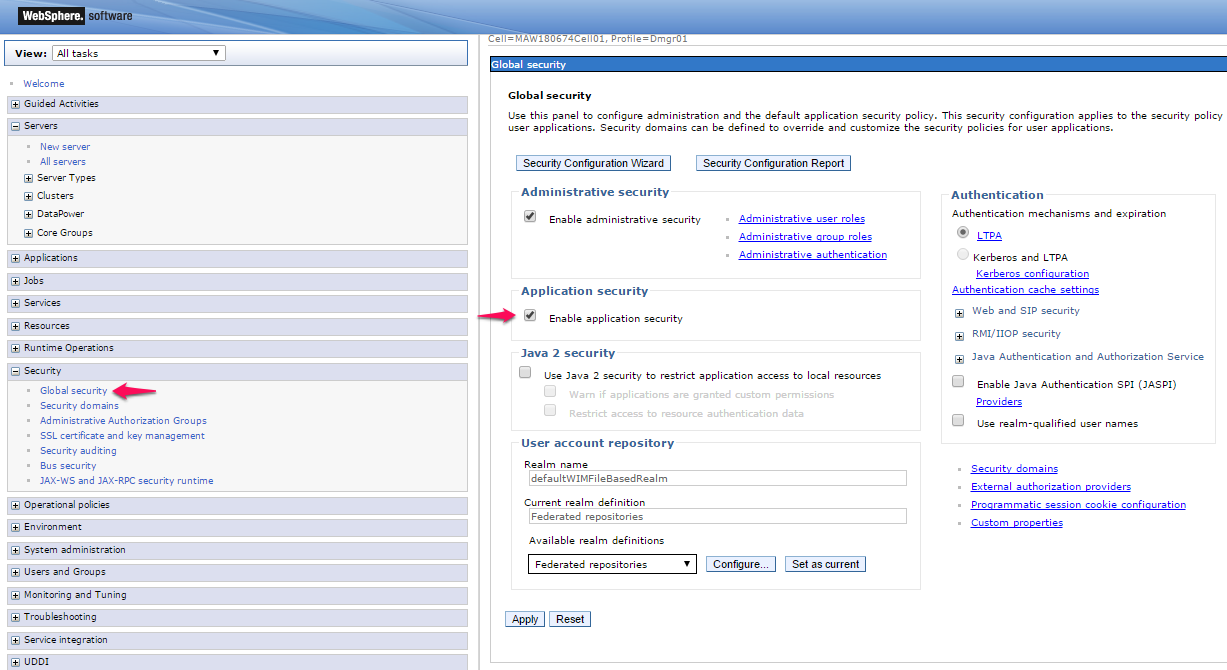 WebSphere. software
View: All tasks
Welcome
Guided Activities
Servers
New server
All servers
Server Types
Clusters
DataPower
Core Groups
Applications
Jobs
Services
Resources
Runtime Operations
Security
Global security
Security domains
Administrative Authorization Groups
SSL certificate and key management
Security auditing
Bus security
JAX-WS and JAX-RPC security runtime
Operational policies
Environment
System administration
Users and Groups
Monitoring and Tuning
Troubleshooting
Service integration
UDDI
Cell=MAW180674Cell01, Profile=Dmgr01
Global security
Global security
Use this panel to configure administration and the default application security policy. This security configuration applies to the security policy
user applications. Security domains can be defined to override and customize the security policies for user applications.
Security Configuration Wizard
Security Configuration Report
Administrative security
Enable administrative security
Administrative user roles
Administrative group roles
Administrative authentication
Application security
Enable application security
Java 2 security
Use Java 2 security to restrict application access to local resources
Warn if applications are granted custom permissions
Restrict access to resource authentication data
User account repository
Realm name
defaultWIMFileBasedRealm
Current realm definition
Federated repositories
Available realm definitions
Federated repositories
Configure...
Set as current
Apply
Reset
Authentication
Authentication mechanisms and expiration
LTPA
Kerberos and LTPA
Kerberos configuration
Authentication cache settings
Web and SIP security
RMI/IIOP security
Java Authentication and Authorization Service
Enable Java Authentication SPI (JASPI)
Providers
Use realm-qualified user names
Security domains
External authorization providers
Programmatic session cookie configuration
Custom properties